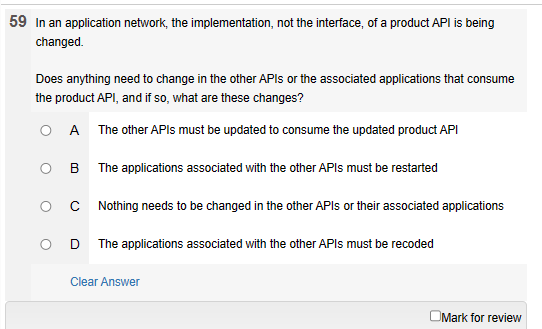 59 In an application network, the implementation, not the interface, of a product API is being
changed.
Does anything need to change in the other APIs or the associated applications that consume
the product API, and if so, what are these changes?
A The other APIs must be updated to consume the updated product API
B The applications associated with the other APIs must be restarted
C Nothing needs to be changed in the other APIs or their associated applications
D The applications associated with the other APIs must be recoded
Clear Answer
Mark for review